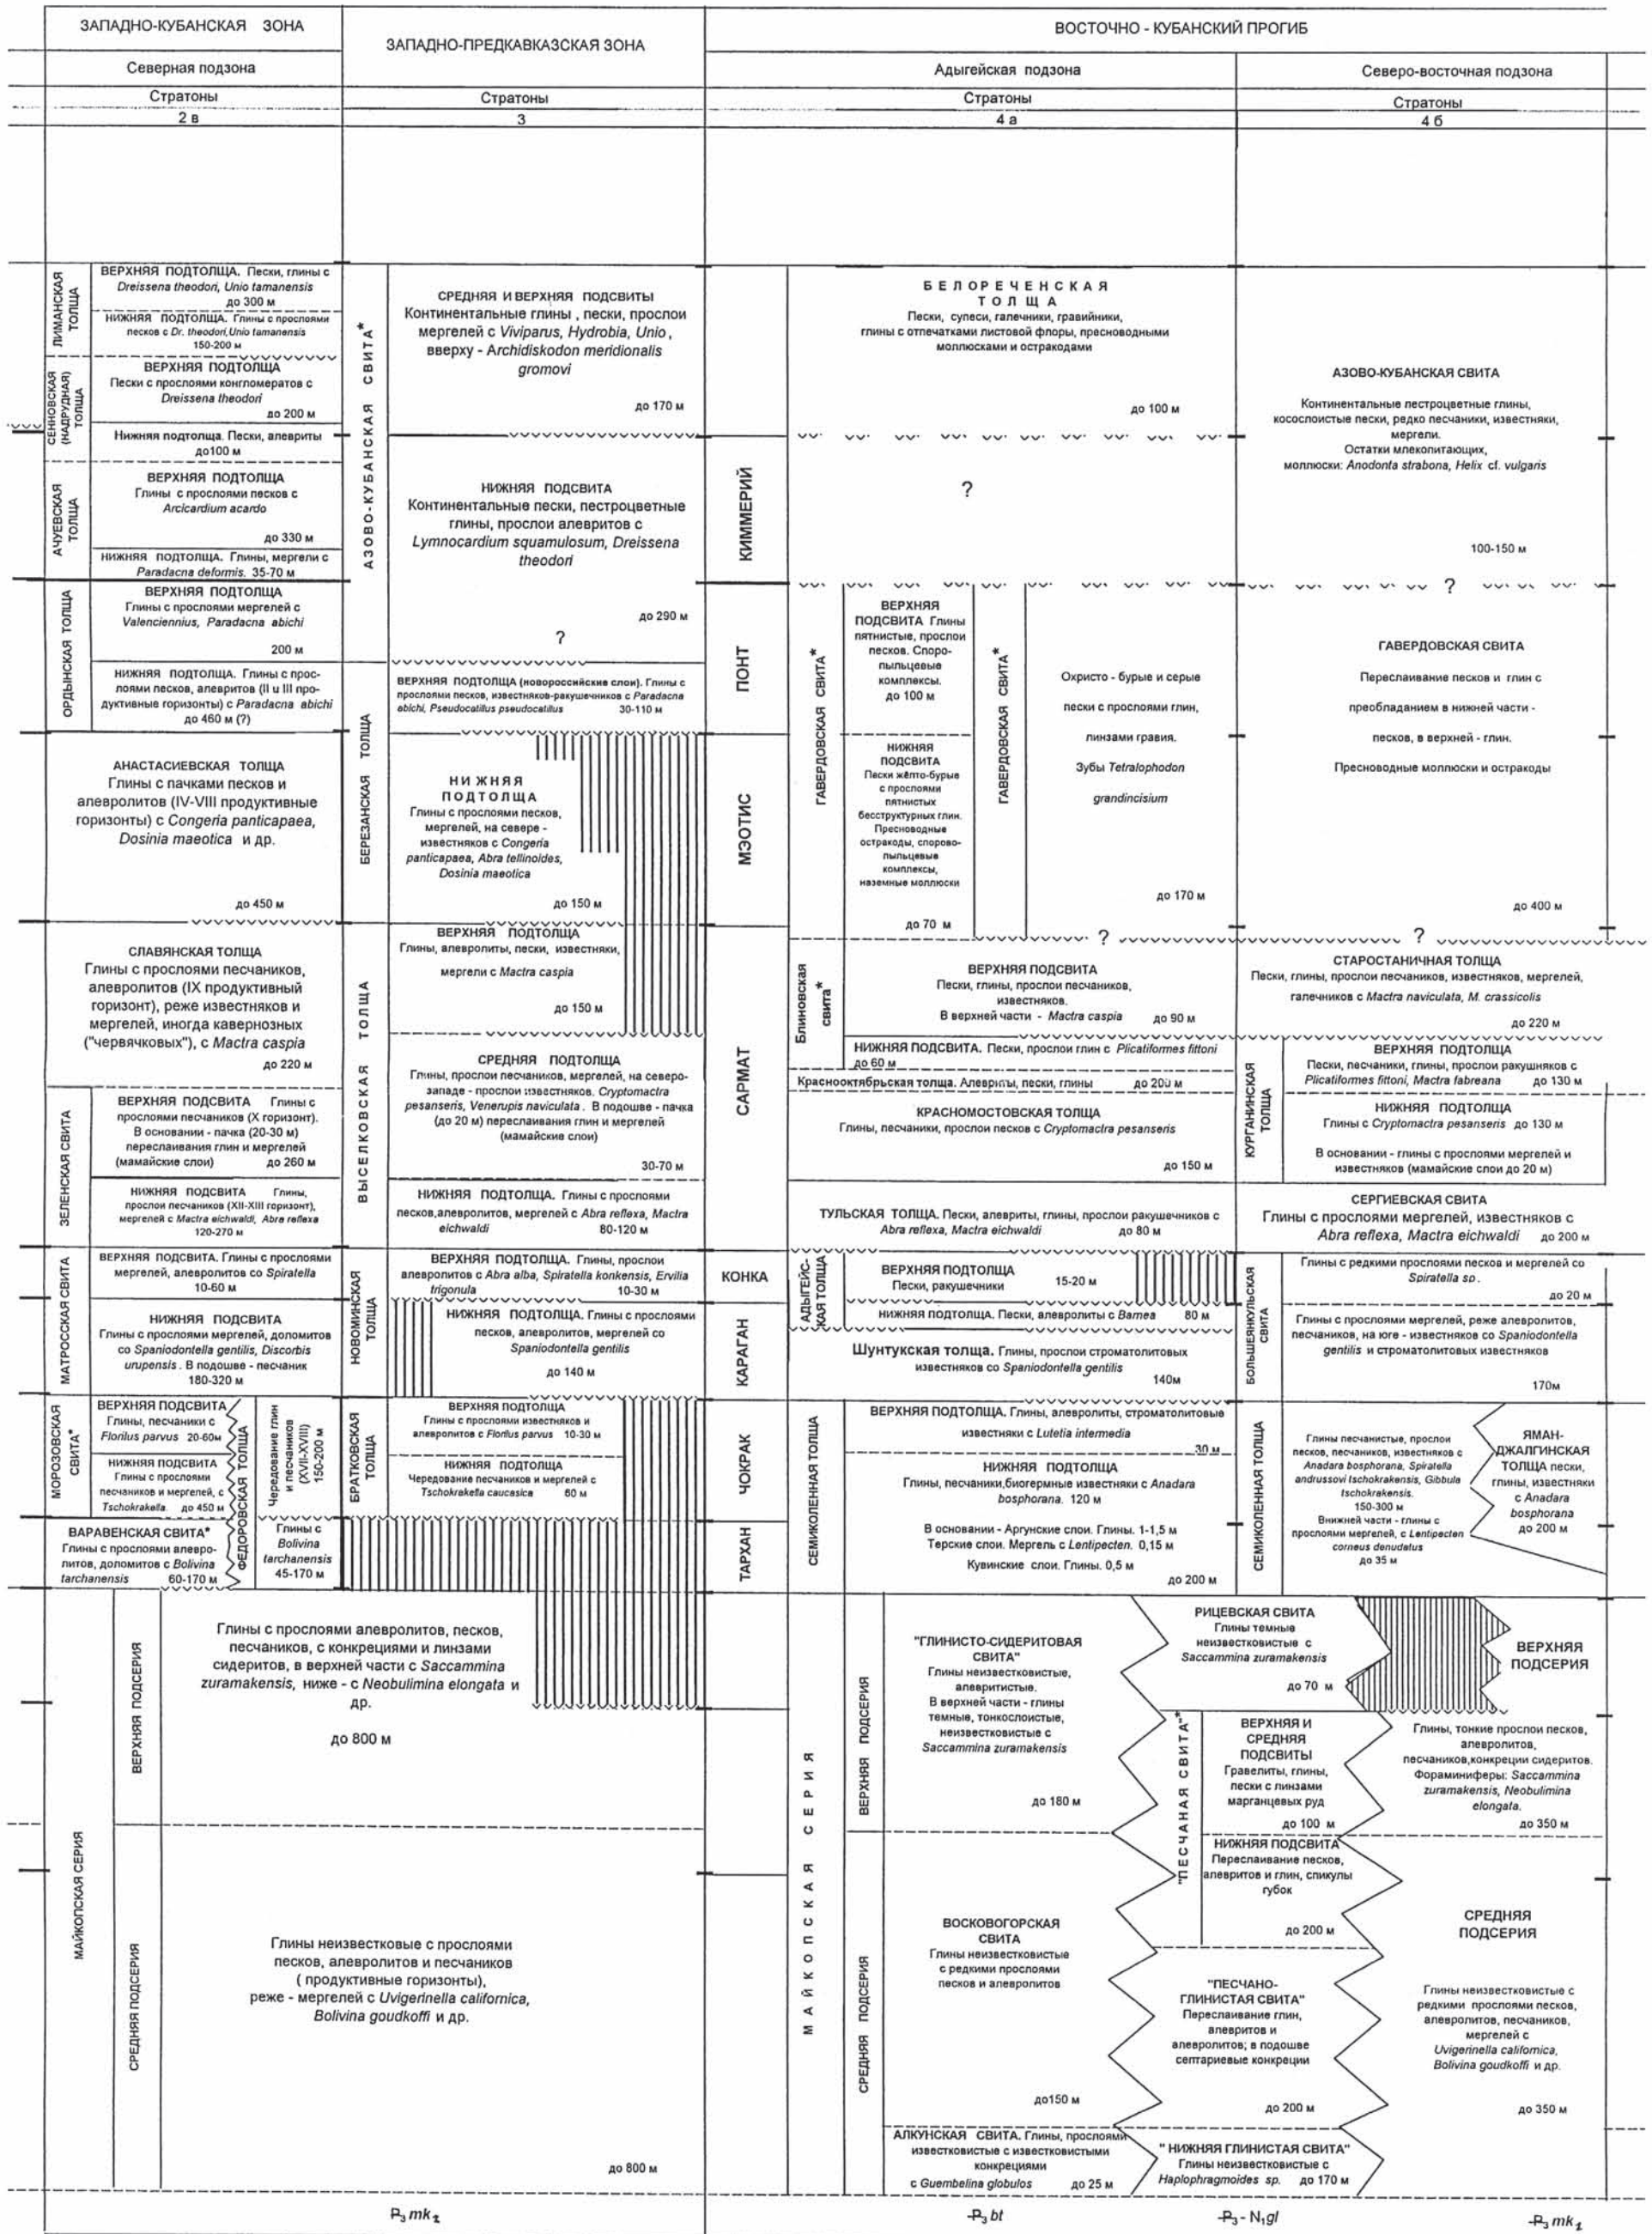 ЗАПАДНО-КУБАНСКАЯ ЗОНА
ЗАПАДНО-ПРЕДКАВКАЗСКАЯ ЗОНА
ВОСТОЧНО - КУБАНСКИЙ ПРОГИБ
Северная подзона
Адыгейская подзона
Северо-восточная подзона
Стратоны
Стратоны
Стратоны
Стратоны
2 в
3
4 а
4 б
ЛИМАНСКАЯ
ТОЛЩА
ВЕРХНЯЯ ПОДТОЛЩА. Пески, глины с
Dreissena theodori, Unio tamanensis
до 300 м
НИЖНЯЯ ПОДТОЛЩА. Глины с прослоями
песков с Dr. theodori,Unio tamanensis
150-200 м
СЕННОВСКАЯ
(НАДРУДНАЯ)
ТОЛЩА
ВЕРХНЯЯ ПОДТОЛЩА
Пески с прослоями конгломератов с
Dreissena theodori
до 200 м
Нижняя подтолща. Пески, алевриты
до100 м
АЧУЕВСКАЯ
ТОЛЩА
ВЕРХНЯЯ ПОДТОЛЩА
Глины с прослоями песков с
Arcicardium acardo
до 330 м
НИЖНЯЯ ПОДТОЛЩА. Глины, мергели с
Paradacna deformis. 35-70 м
ОРДЫНСКАЯ ТОЛЩА
ВЕРХНЯЯ ПОДТОЛЩА
Глины с прослоями мергелей с
Valenciennius, Paradacna abichi
200 м
НИЖНЯЯ ПОДТОЛЩА. Глины с прос-
лоями песков, алевритов (II и III про-
дуктивные горизонты) с Paradacna abichi
до 460 м (?)
АНАСТАСИЕВСКАЯ ТОЛЩА
Глины с пачками песков и
алевролитов (IV-VIII продуктивные
горизонты) с Congeria panticapaea,
Dosinia maeotica и др.
до 450 м
СЛАВЯНСКАЯ ТОЛЩА
Глины с прослоями песчаников,
алевролитов (IX продуктивный
горизонт), реже известняков и
мергелей, иногда кавернозных
("червячковых"), с Mactra caspia
до 220 м
ЗЕЛЕНСКАЯ СВИТА
ВЕРХНЯЯ ПОДСВИТА Глины с
прослоями песчаников (X горизонт).
В основании - пачка (20-30 м)
переслаивания глин и мергелей
(мамайские слои) до 260 м
НИЖНЯЯ ПОДСВИТА Глины,
прослои песчаников (XII-XIII горизонт),
мергелей с Mactra eichwaldi, Abra reflexa
120-270 м
МАТРОССКАЯ СВИТА
ВЕРХНЯЯ ПОДСВИТА. Глины с прослоями
мергелей, алевролитов со Spiratella
10-60 м
НИЖНЯЯ ПОДСВИТА
Глины с прослоями мергелей, доломитов
со Spaniodontella gentilis, Discorbis
urupensis. В подошве - песчаник
180-320 м
МОРОЗОВСКАЯ
СВИТА*
ВЕРХНЯЯ ПОДСВИТА
Глины, песчаники с
Florilus parvus 20-60м
НИЖНЯЯ ПОДСВИТА
Глины с прослоями
песчаников и мергелей, с
Tschokrakella. до 450 м
ФЕДОРОВСКАЯ ТОЛЩА
Чередование глин
и песчаников
(XVII-XVIII)
150-200 м
ВАРАВЕНСКАЯ СВИТА*
Глины с прослоями алевро-
литов, доломитов с Bolivina
tarchanensis 60-170 м
Глины с
Bolivina
tarchanensis
45-170 м
МАЙКОПСКАЯ СЕРИЯ
ВЕРХНЯЯ ПОДСЕРИЯ
Глины с прослоями алевролитов, песков,
песчаников, с конкрециями и линзами
сидеритов, в верхней части с Saccammina
zuramakensis, ниже - с Neobulimina elongata и
др.
до 800 м
СРЕДНЯЯ ПОДСЕРИЯ
Глины неизвестковые с прослоями
песков, алевролитов и песчаников
( продуктивные горизонты),
реже - мергелей с Uvigerinella californica,
Bolivina goudkoffi и др.
до 800 м
АЗОВО-КУБАНСКАЯ СВИТА*
СРЕДНЯЯ И ВЕРХНЯЯ ПОДСВИТЫ
Континентальные глины , пески, прослои
мергелей с Viviparus, Hydrobia, Unio ,
вверху - Archidiskodon meridionalis
gromovi
до 170 м
НИЖНЯЯ ПОДСВИТА
Континентальные пески, пестроцветные
глины, прослои алевритов с
Lymnocardium squamulosum, Dreissena
theodori
до 290 м
?
БЕРЕЗАНСКАЯ ТОЛЩА
ВЕРХНЯЯ ПОДТОЛЩА (новороссийские слои). Глины с
прослоями песков, известняков-ракушечников с Paradacna
abichi, Pseudocatillus pseudocatillus 30-110 м
НИЖНЯЯ
ПОДТОЛЩА
Глины с прослоями песков,
мергелей, на севере -
известняков с Congeria
panticapaea, Abra tellinoides,
Dosinia maeotica
до 150 м
ВЫСЕЛКОВСКАЯ ТОЛЩА
ВЕРХНЯЯ ПОДТОЛЩА
Глины, алевролиты, пески, известняки,
мергели с Mactra caspia
до 150 м
СРЕДНЯЯ ПОДТОЛЩА
Глины, прослои песчаников, мергелей, на северо-
западе - прослои известняков. Cryptomactra
pesanseris, Venerupis naviculata . В подошве - пачка
(до 20 м) переслаивания глин и мергелей
(мамайские слои)
30-70 м
НИЖНЯЯ ПОДТОЛЩА. Глины с прослоями
песков,алевролитов, мергелей с Abra reflexa, Mactra
eichwaldi 80-120 м
НОВОМИНСКАЯ
ТОЛЩА
ВЕРХНЯЯ ПОДТОЛЩА. Глины, прослои
алевролитов с Abra alba, Spiratella konkensis, Ervilia
trigonula 10-30 м
НИЖНЯЯ ПОДТОЛЩА. Глины с прослоями
песков, алевролитов, мергелей со
Spaniodontella gentilis
до 140 м
БРАТКОВСКАЯ
ТОЛЩА
ВЕРХНЯЯ ПОДТОЛЩА
Глины с прослоями известняков и
алевролитов с Florilus parvus 10-30 м
НИЖНЯЯ ПОДТОЛЩА
Чередование песчаников и мергелей с
Tschokrakella caucasica 60 м
КИММЕРИЙ
ПОНТ
МЭОТИС
САРМАТ
КОНКА
КАРАГАН
ЧОКРАК
ТАРХАН
БЕЛОРЕЧЕНСКАЯ
ТОЛЩА
Пески, супеси, галечники, гравийники,
глины с отпечатками листовой флоры, пресноводными
моллюсками и остракодами
до 100 м
?
ГАВЕРДОВСКАЯ СВИТА*
ВЕРХНЯЯ
ПОДСВИТА Глины
пятнистые, прослои
песков. Споро-
пыльцевые
комплексы.
до 100 м
НИЖНЯЯ
ПОДСВИТА
Пески жёлто-бурые
с прослоями
пятнистых
бесструктурных глин.
Пресноводные
остракоды, спорово-
пыльцевые
комплексы,
наземные моллюски
до 70 м
ГАВЕРДОВСКАЯ СВИТА*
Охристо - бурые и серые
пески с прослоями глин,
линзами гравия.
Зубы Tetralophodon
grandincisium
до 170 м
?
Блиновская
свита*
ВЕРХНЯЯ ПОДСВИТА
Пески, глины, прослои песчаников,
известняков.
В верхней части - Mactra caspia до 90 м
НИЖНЯЯ ПОДСВИТА. Пески, прослои глин с Plicatiformes fittoni
до 60 м
Краснооктябрьская толща. Алевриты, пески, глины до 200 м
КРАСНОМОСТОВСКАЯ ТОЛЩА
Глины, песчаники, прослои песков с Cryptomactra pesanseris
до 150 м
ТУЛЬСКАЯ ТОЛЩА. Пески, алевриты, глины, прослои ракушечников с
Abra reflexa, Mactra eichwaldi до 80 м
АДЫГЕЙС-
КАЯ ТОЛЩА
ВЕРХНЯЯ ПОДТОЛЩА
Пески, ракушечники 15-20 м
НИЖНЯЯ ПОДТОЛЩА. Пески, алевролиты с Barnea 80 м
Шунтукская толща. Глины, прослои строматолитовых
известняков со Spaniodontella gentilis
140м
СЕМИКОЛЕННАЯ ТОЛЩА
ВЕРХНЯЯ ПОДТОЛЩА. Глины, алевролиты, строматолитовые
известняки с Lutetia intermedia
30 м
НИЖНЯЯ ПОДТОЛЩА
Глины, песчаники,биогермные известняки с Anadara
bosphorana. 120 м
В основании - Аргунские слои. Глины. 1-1,5 м
Терские слои. Мергель с Lentipecten. 0,15 м
Кувинские слои. Глины. 0,5 м
до 200 м
МАЙКОПСКАЯ СЕРИЯ
ВЕРХНЯЯ ПОДСЕРИЯ
"ГЛИНИСТО-СИДЕРИТОВАЯ
СВИТА"
Глины неизвестковистые,
алевритистые.
В верхней части - глины
темные, тонкослоистые,
неизвестковистые с
Saccammina zuramakensis
до 180 м
РИЦЕВСКАЯ СВИТА
Глины темные
неизвестковистые с
Saccammina zuramakensis
до 70 м
"ПЕСЧАНАЯ СВИТА"*
ВЕРХНЯЯ И
СРЕДНЯЯ
ПОДСВИТЫ
Гравелиты, глины,
пески с линзами
марганцевых руд
до 100 м
НИЖНЯЯ ПОДСВИТА
Переслаивание песков,
алевритов и глин, спикулы
губок
до 200 м
СРЕДНЯЯ ПОДСЕРИЯ
ВОСКОВОГОРСКАЯ
СВИТА
Глины неизвестковистые
с редкими прослоями
песков и алевролитов
до150 м
"ПЕСЧАНО-
ГЛИНИСТАЯ СВИТА"
Переслаивание глин,
алевритов и
алевролитов; в подошве
септариевые конкреции
до 200 м
АЛКУНСКАЯ СВИТА. Глины, прослоями
известковистые с известковистыми
конкрециями
с Guembelina globulos до 25 м
" НИЖНЯЯ ГЛИНИСТАЯ СВИТА"
Глины неизвестковистые с
Haplophragmoides sp. до 170 м
АЗОВО-КУБАНСКАЯ СВИТА
Континентальные пестроцветные глины,
косослоистые пески, редко песчаники, известняки,
мергели.
Остатки млекопитающих,
моллюски: Anodonta strabona, Helix cf. vulgaris
100-150 м
?
ГАВЕРДОВСКАЯ СВИТА
Переслаивание песков и глин с
преобладанием в нижней части -
песков, в верхней - глин.
Пресноводные моллюски и остракоды
до 400 м
?
СТАРОСТАНИЧНАЯ ТОЛЩА
Пески, глины, прослои песчаников, известняков, мергелей,
галечников с Mactra naviculata, M. crassicolis
до 220 м
КУРГАНИНСКАЯ
ТОЛЩА
ВЕРХНЯЯ ПОДТОЛЩА
Пески, песчаники, глины, прослои ракушняков с
Plicatiformes fittoni, Mactra fabreana до 130 м
НИЖНЯЯ ПОДТОЛЩА
Глины с Cryptomactra pesanseris до 130 м
В основании - глины с прослоями мергелей и
известняков (мамайские слои до 20 м)
СЕРГИЕВСКАЯ СВИТА
Глины с прослоями мергелей, известняков с
Abra reflexa, Mactra eichwaldi до 200 м
БОЛЬШЕЯНКУЛЬСКАЯ
СВИТА
Глины с редкими прослоями песков и мергелей со
Spiratella sp.
до 20 м
Глины с прослоями мергелей, реже алевролитов,
песчаников, на юге - известняков со Spaniodontella
gentilis и строматолитовых известняков
170м
СЕМИКОЛЕННАЯ ТОЛЩА
Глины песчанистые, прослои
песков, песчаников, известняков с
Anadara bosphorana, Spiratella
andrussovi tschokrakensis, Gibbula
tschokrakensis.
150-300 м
Внижней части - глины с
прослоями мергелей, с Lentipecten
corneus denudatus
до 35 м
ЯМАН-
ДЖАЛГИНСКАЯ
ТОЛЩА пески,
глины, известняки
с Anadara
bosphorana
до 200 м
ВЕРХНЯЯ
ПОДСЕРИЯ
Глины, тонкие прослои песков,
алевролитов,
песчаников,конкреции сидеритов.
Фораминиферы: Saccammina
zuramakensis, Neobulimina
elongata.
до 350 м
СРЕДНЯЯ
ПОДСЕРИЯ
Глины неизвестковистые с
редкими прослоями песков,
алевролитов, песчаников,
мергелей с
Uvigerinella californica,
Bolivina goudkoffi и др.
до 350 м
₽₃ mk₁
₽₃ bt
₽₃ - N₁gl
₽₃ mk₁